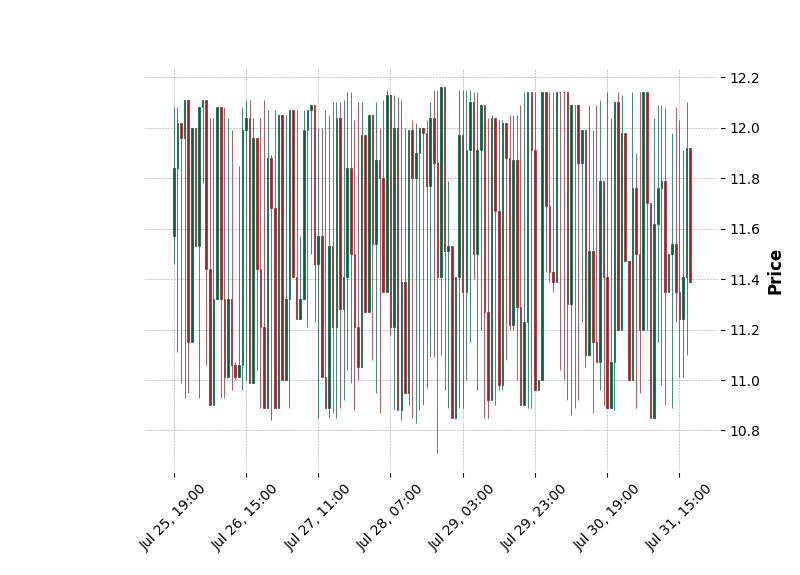 12.2
12.0
11.8
11.6
11.4
11.2
11.0
10.8
Price
Jul 25, 19:00
Jul 26, 15:00
Jul 27, 11:00
Jul 28, 07:00
Jul 29, 03:00
Jul 29, 23:00
Jul 30, 19:00
Jul 31, 15:00